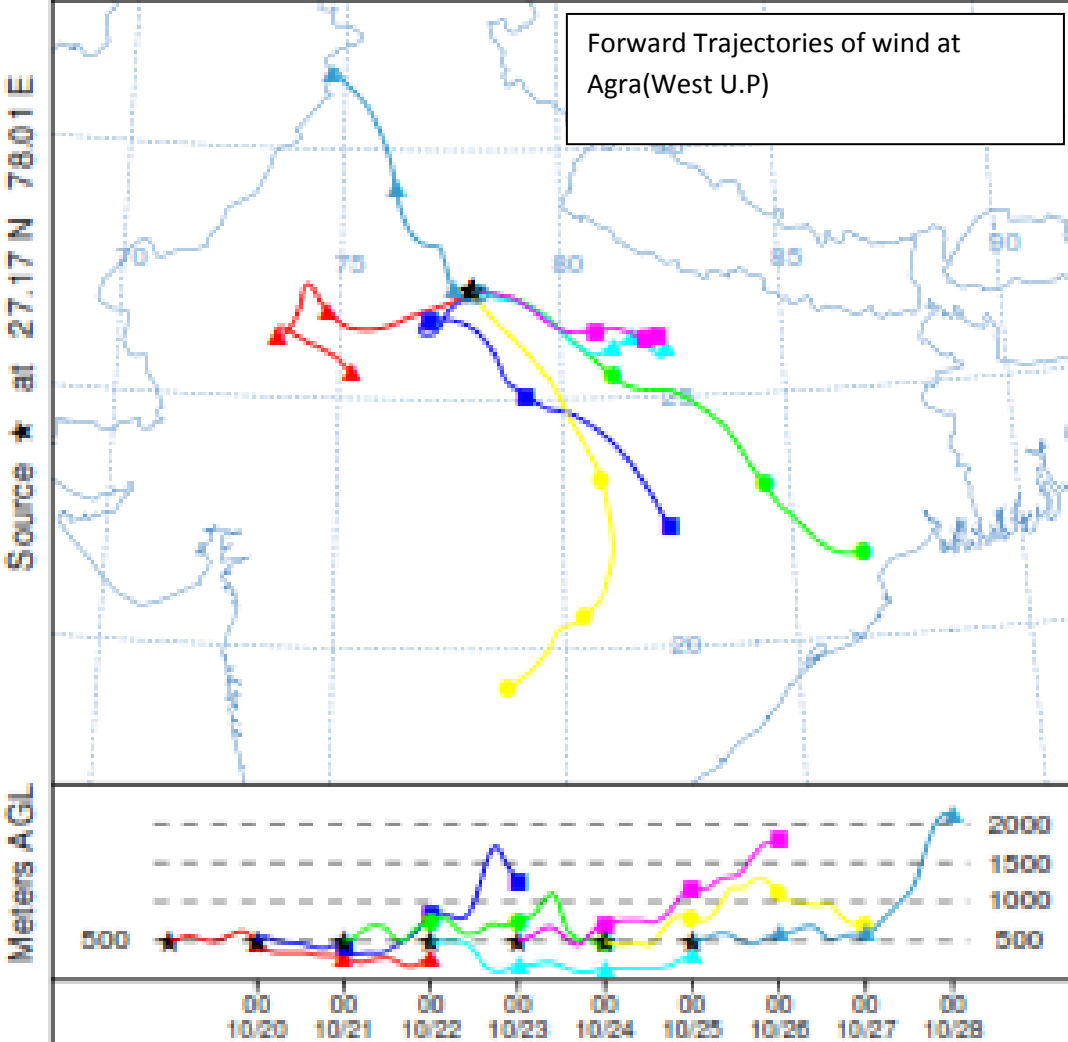 Forward Trajectories of wind at
Agra(West U.P)
Source ★ at 27.17 N 78.01 E
70
75
80
85
90
25
20
Meters AGL
500
2000
1500
1000
500
00 00 00 00 00 00 00 00 00
10/20 10/21 10/22 10/23 10/24 10/25 10/26 10/27 10/28